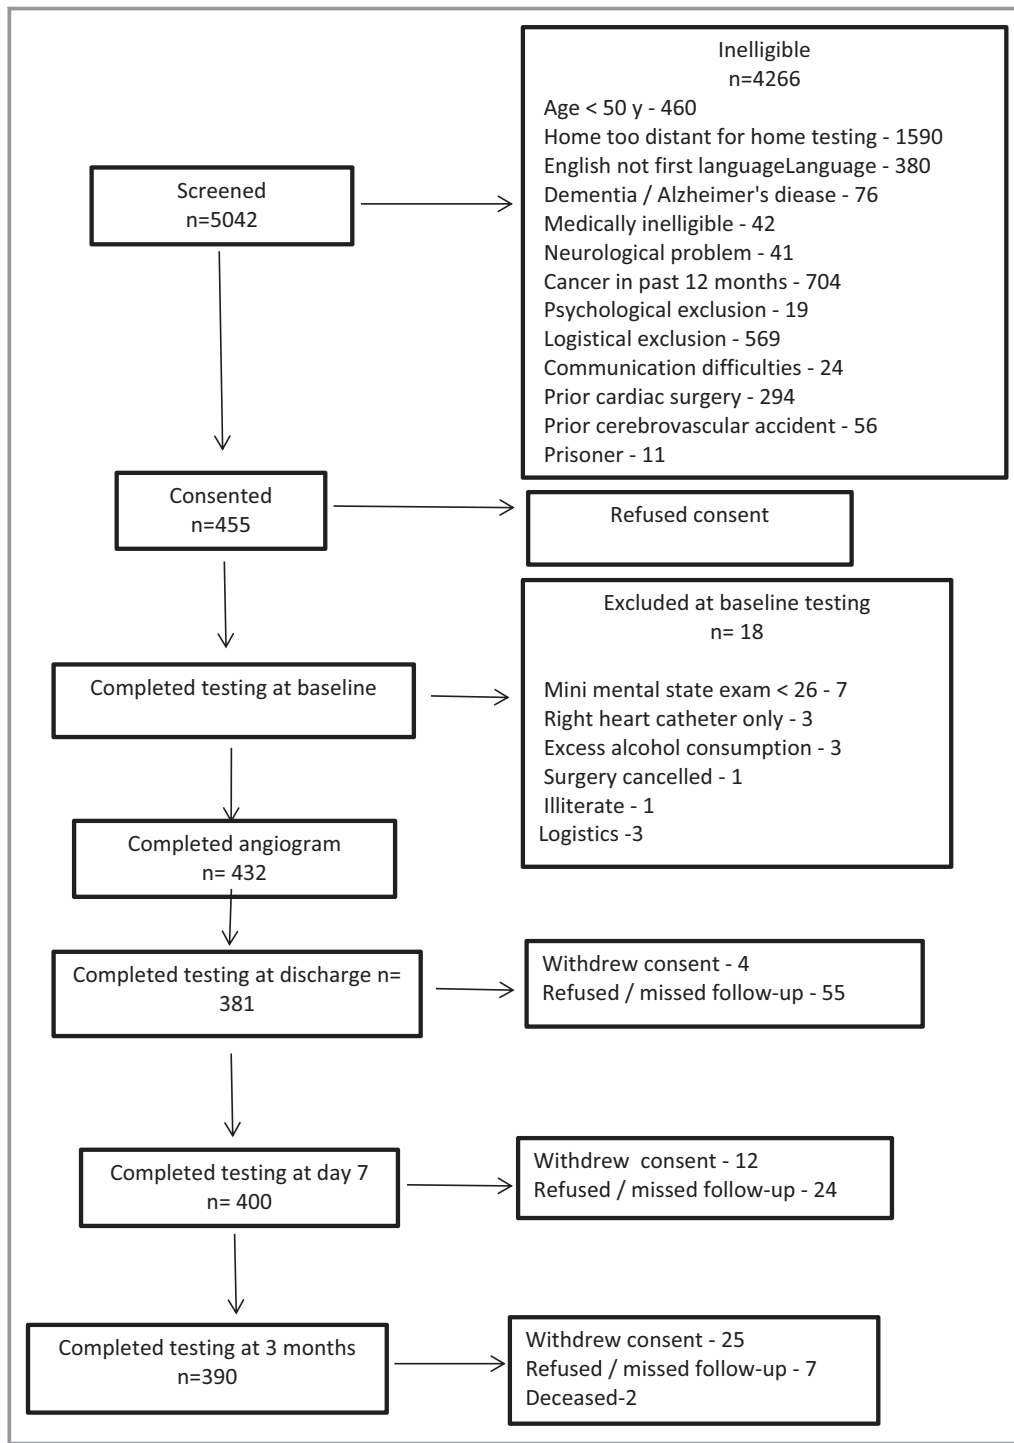 Screened
n=5042
Inelligible
n=4266
Age < 50 y - 460
Home too distant for home testing - 1590
English not first languageLanguage - 380
Dementia / Alzheimer's diease - 76
Medically inelligible - 42
Neurological problem - 41
Cancer in past 12 months - 704
Psychological exclusion - 19
Logistical exclusion - 569
Communication difficulties - 24
Prior cardiac surgery - 294
Prior cerebrovascular accident - 56
Prisoner - 11
Consented
n=455
Refused consent
Completed testing at baseline
Excluded at baseline testing
n= 18
Mini mental state exam < 26 - 7
Right heart catheter only - 3
Excess alcohol consumption - 3
Surgery cancelled - 1
Illiterate - 1
Logistics -3
Completed angiogram
n= 432
Completed testing at discharge n=
381
Withdrew consent - 4
Refused / missed follow-up - 55
Completed testing at day 7
n= 400
Withdrew  consent - 12
Refused / missed follow-up - 24
Completed testing at 3 months
n=390
Withdrew consent - 25
Refused / missed follow-up - 7
Deceased-2